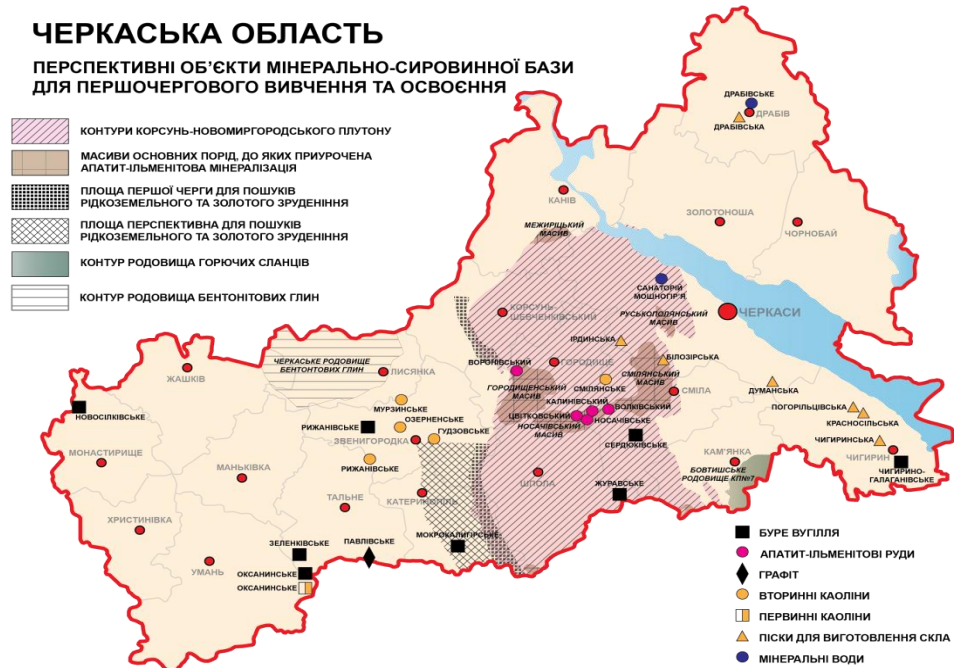 ЧЕРКАСЬКА ОБЛАСТЬ
ПЕРСПЕКТИВНІ ОБ'ЄКТИ МІНЕРАЛЬНО-СИРОВИННОЇ БАЗИ
ДЛЯ ПЕРШОЧЕРГОВОГО ВИВЧЕННЯ ТА ОСВОЄННЯ
КОНТУРИ КОРСУНЬ-НОВОМИРГОРОДСЬКОГО ПЛУТОНУ
МАСИВИ ОСНОВНИХ ПОРІД, ДО ЯКИХ ПРИУРОЧЕНА
АПАТИТ-ІЛЬМЕНІТОВА МІНЕРАЛІЗАЦІЯ
ПЛОЩА ПЕРШОЇ ЧЕРГИ ДЛЯ ПОШУКІВ
РІДКОЗЕМЕЛЬНОГО ТА ЗОЛОТОГО ЗРУДЕНІННЯ
ПЛОЩА ПЕРСПЕКТИВНА ДЛЯ ПОШУКІВ
РІДКОЗЕМЕЛЬНОГО ТА ЗОЛОТОГО ЗРУДЕНІННЯ
КОНТУР РОДОВИЩА ГОРЮЧИХ СЛАНЦІВ
КОНТУР РОДОВИЩА БЕНТОНІТОВИХ ГЛИН
ДРАБІВСЬКЕ
ДРАБІВ
ДРАБІВСЬКА
КАНІВ
ЗОЛОТОНОША
ЧОРНОБАЙ
МЕЖИРІЦЬКИЙ
МАСИВ
САНАТОРІЙ
МОШНОГІР'Я
КОРСУНЬ-
ШЕВЧЕНКІВСЬКИЙ
РУСЬКОПОЛЯНСЬКИЙ
МАСИВ
ЧЕРКАСИ
ІРДИНСЬКА
ВОРОНІВСЬКИЙ
ГОРОДИЩЕ
БІЛОЗІРСЬКА
СМІЛЯНСЬКИЙ
МАСИВ
ГОРОДИЩЕНСЬКИЙ
МАСИВ
СМІЛЯНСЬКЕ
СМІЛА
КАЛИНІВСЬКИЙ
ВОЛКІВСЬКИЙ
ЦВІТКОВСЬКИЙ
НОСАЧІВСЬКЕ
НОСАЧІВСЬКИЙ
МАСИВ
СЕРДЮКІВСЬКЕ
ЧЕРКАСЬКЕ РОДОВИЩЕ
БЕНТОНІТОВИХ ГЛИН
ЛИСЯНКА
ЖАШКІВ
НОВОСІЛКІВСЬКЕ
МОНАСТИРИЩЕ
МУРЗИНСЬКЕ
ОЗЕРНЕНСЬКЕ
РИЖАНІВСЬКЕ
ГУДЗОВСЬКЕ
ЗВЕНИГОРОДКА
РИЖАНІВСЬКЕ
МАНЬКІВКА
ТАЛЬНЕ
КАТЕРИНОПІЛЬ
ШПОЛА
ЖУРАВСЬКЕ
КАМ'ЯНКА
БОВТИШСЬКЕ
РОДОВИЩЕ КП№7
ДУМАНСЬКА
ПОГОРІЛЬЦІВСЬКА
КРАСНОСІЛЬСЬКА
ЧИГИРИНСЬКА
ЧИГИРИН
ЧИГИРИНО-
ГАЛАГАНІВСЬКЕ
ХРИСТИНІВКА
УМАНЬ
ЗЕЛЕНКІВСЬКЕ
ПАВЛІВСЬКЕ
МОКРОКАЛИГІРСЬКЕ
ОКСАНИНСЬКЕ
ОКСАНИНСЬКЕ
БУРЕ ВУГІЛЛЯ
АПАТИТ-ІЛЬМЕНІТОВІ РУДИ
ГРАФІТ
ВТОРИННІ КАОЛІНИ
ПЕРВИННІ КАОЛІНИ
ПІСКИ ДЛЯ ВИГОТОВЛЕННЯ СКЛА
МІНЕРАЛЬНІ ВОДИ